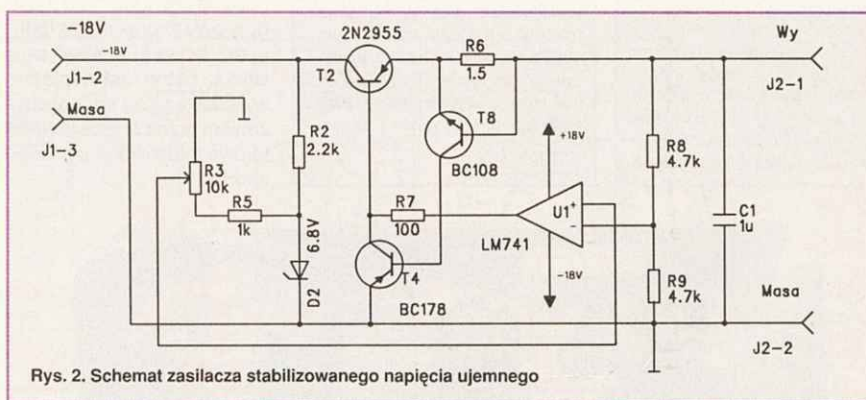 -18V
-18V
J1-2
Masa
J1-3
2N2955
T2
R6
1.5
Wy
J2-1
T8
BC108
+18V
R2
2.2k
R3
10k
R5
1k
6.8V
D2
R7
100
U1
+
-
LM741
-18V
T4
BC178
R8
4.7k
C1
1u
R9
4.7k
Masa
J2-2
Rys. 2. Schemat zasilacza stabilizowanego napięcia ujemnego